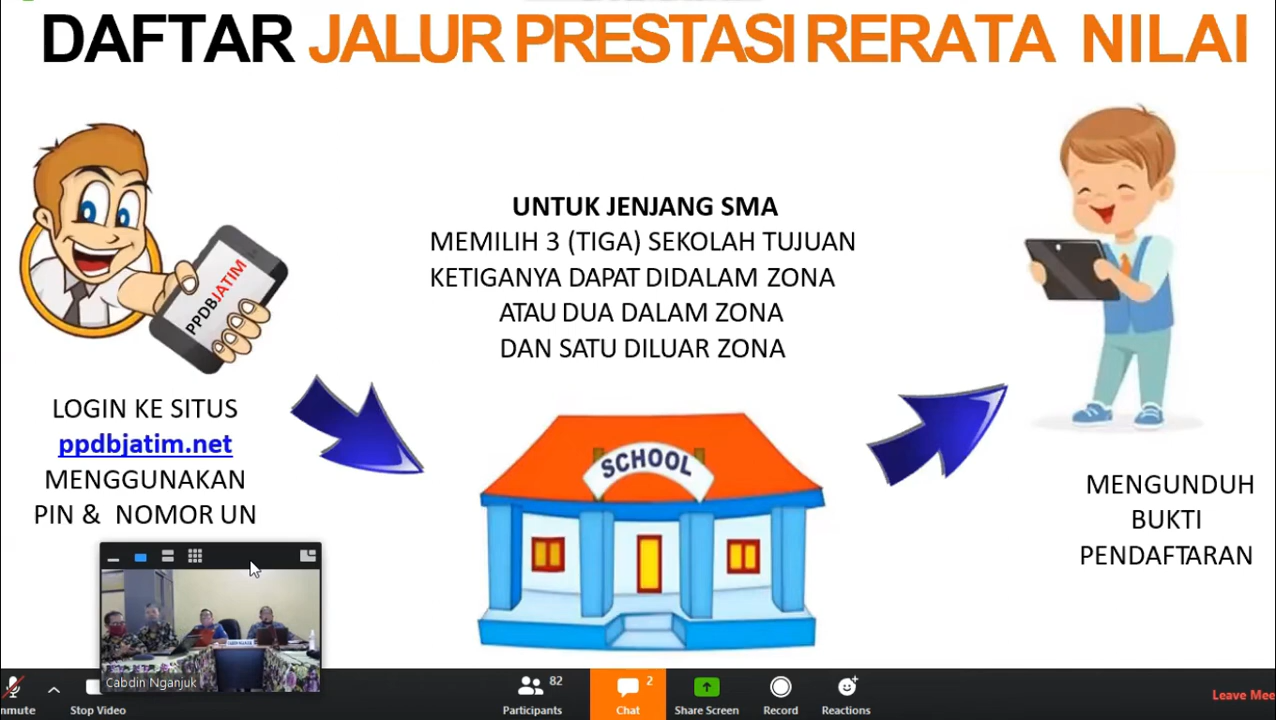 DAFTAR JALUR PRESTASI RERATA NILAI
PPDBJATIM
UNTUK JENJANG SMA
MEMILIH 3 (TIGA) SEKOLAH TUJUAN
KETIGANYA DAPAT DIDALAM ZONA
ATAU DUA DALAM ZONA
DAN SATU DILUAR ZONA
LOGIN KE SITUS
ppdbjatim.net
MENGGUNAKAN
PIN & NOMOR UN
SCHOOL
MENGUNDUH
BUKTI
PENDAFTARAN
Cabdin Nganjuk
nmute
Stop Video
82
Participants
2
Chat
Share Screen
Record
Reactions
Leave Mee